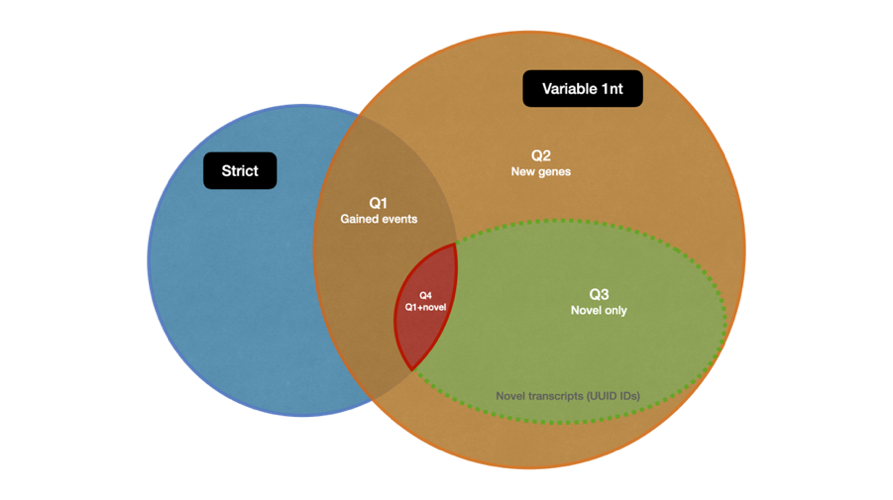 Variable 1nt
Strict
Q2
New genes
Q1
Gained events
Q4
Q1+novel
Q3
Novel only
Novel transcripts (UUID IDs)